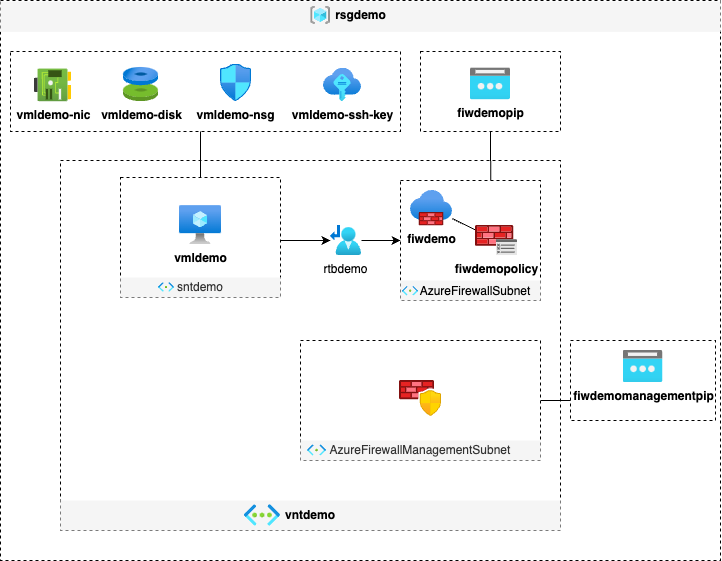 rsgdemo
vmldemo-nic
vmldemo-disk
vmldemo-nsg
vmldemo-ssh-key
fiwdemopip
vmldemo
sntdemo
rtbdemo
fiwdemo
fiwdemopolicy
AzureFirewallSubnet
fiwdemomanagementpip
AzureFirewallManagementSubnet
vntdemo